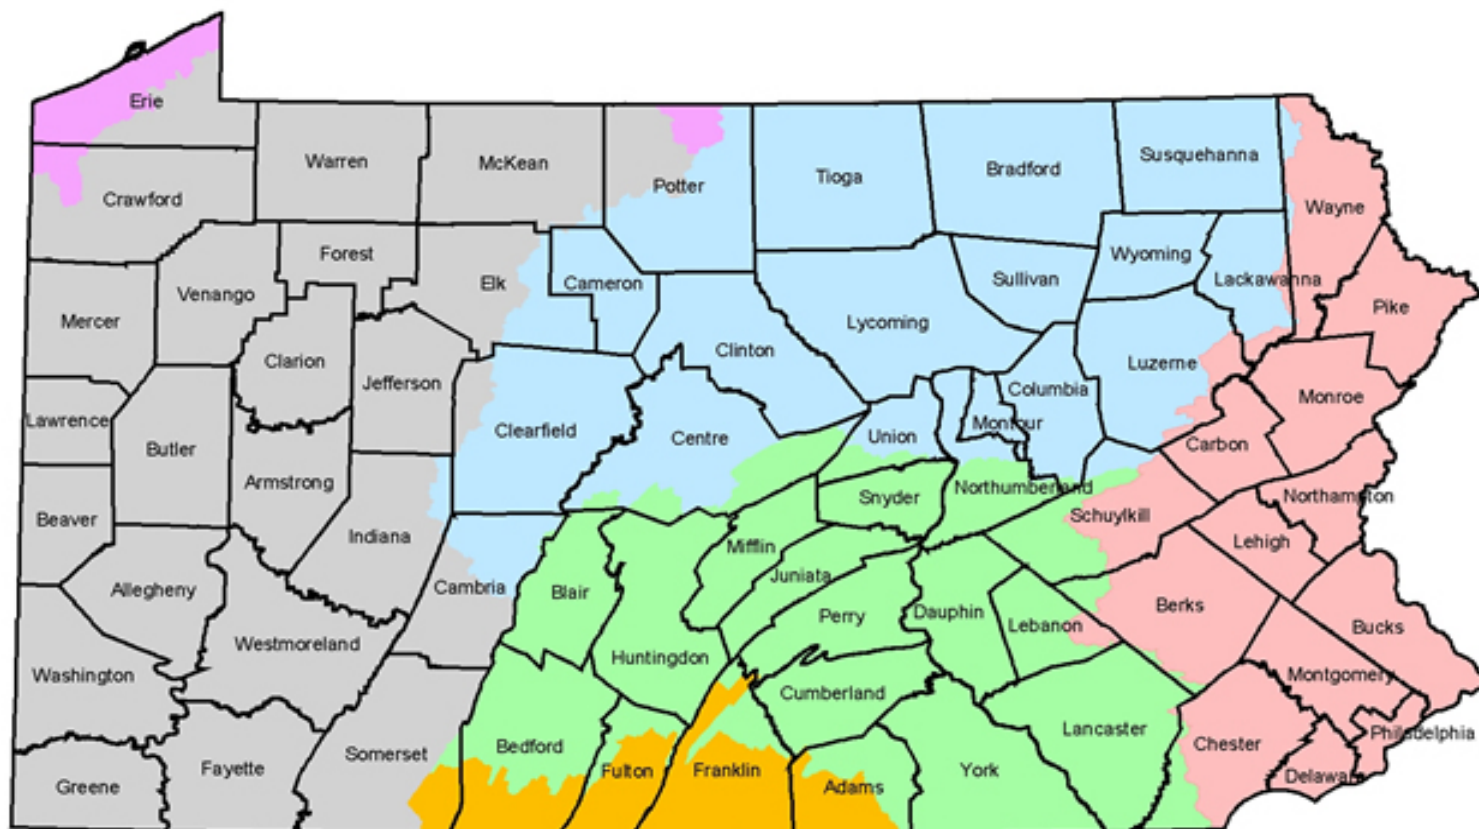 Erie
Warren
McKean
Potter
Tioga
Bradford
Susquehanna
Wayne
Crawford
Forest
Elk
Cameron
Sullivan
Wyoming
Lackawanna
Pike
Mercer
Venango
Clarion
Jefferson
Clinton
Lycoming
Columbia
Luzerne
Monroe
Lawrence
Butler
Armstrong
Clearfield
Centre
Union
Montour
Carbon
Beaver
Indiana
Snyder
Northumberland
Schuylkill
Northampton
Lehigh
Allegheny
Cambria
Blair
Mifflin
Juniata
Perry
Dauphin
Lebanon
Berks
Bucks
Washington
Westmoreland
Huntingdon
Cumberland
Montgomery
Greene
Fayette
Somerset
Bedford
Fulton
Franklin
Adams
York
Lancaster
Chester
Delaware
Philadelphia